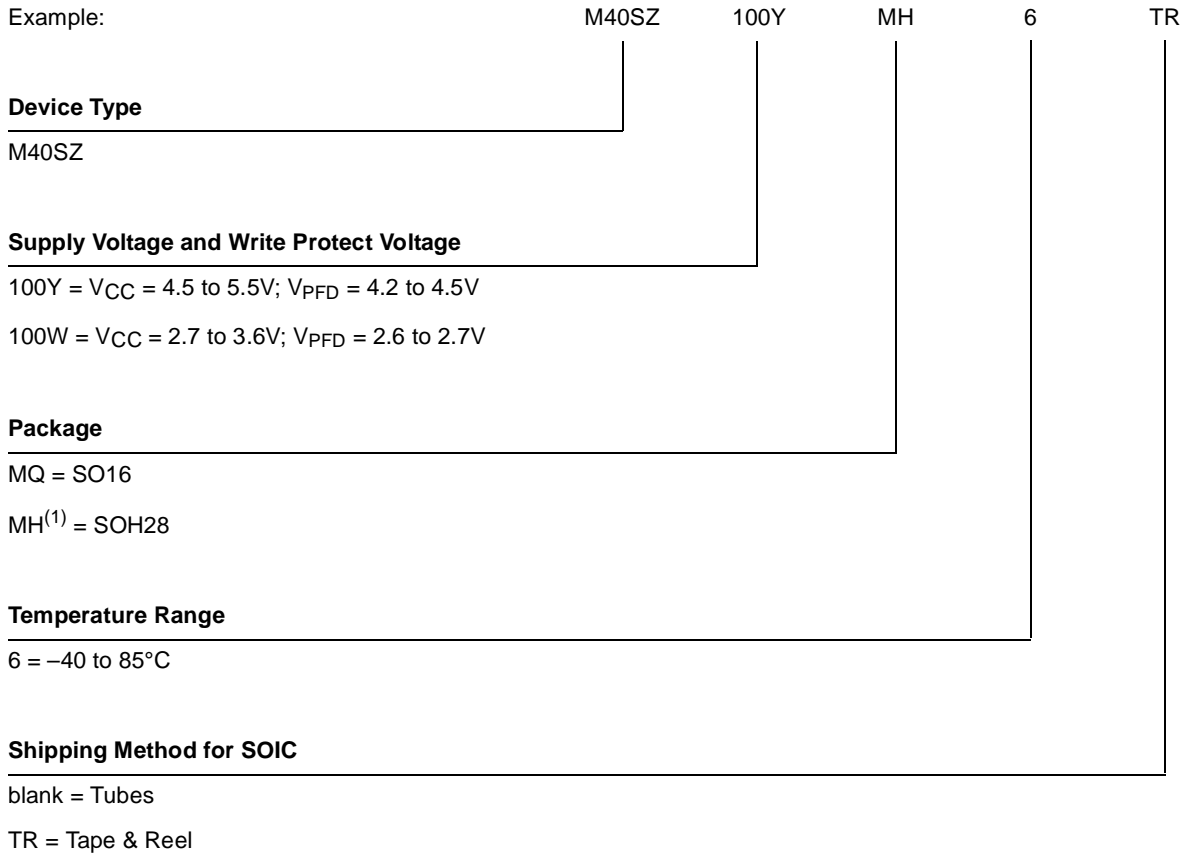 Example: M40SZ 100Y MH 6 TR
Device Type
M40SZ
Supply Voltage and Write Protect Voltage
100Y = VCC = 4.5 to 5.5V; VPFD = 4.2 to 4.5V
100W = VCC = 2.7 to 3.6V; VPFD = 2.6 to 2.7V
Package
MQ = SO16
MH(1) = SOH28
Temperature Range
6 = –40 to 85°C
Shipping Method for SOIC
blank = Tubes
TR = Tape & Reel